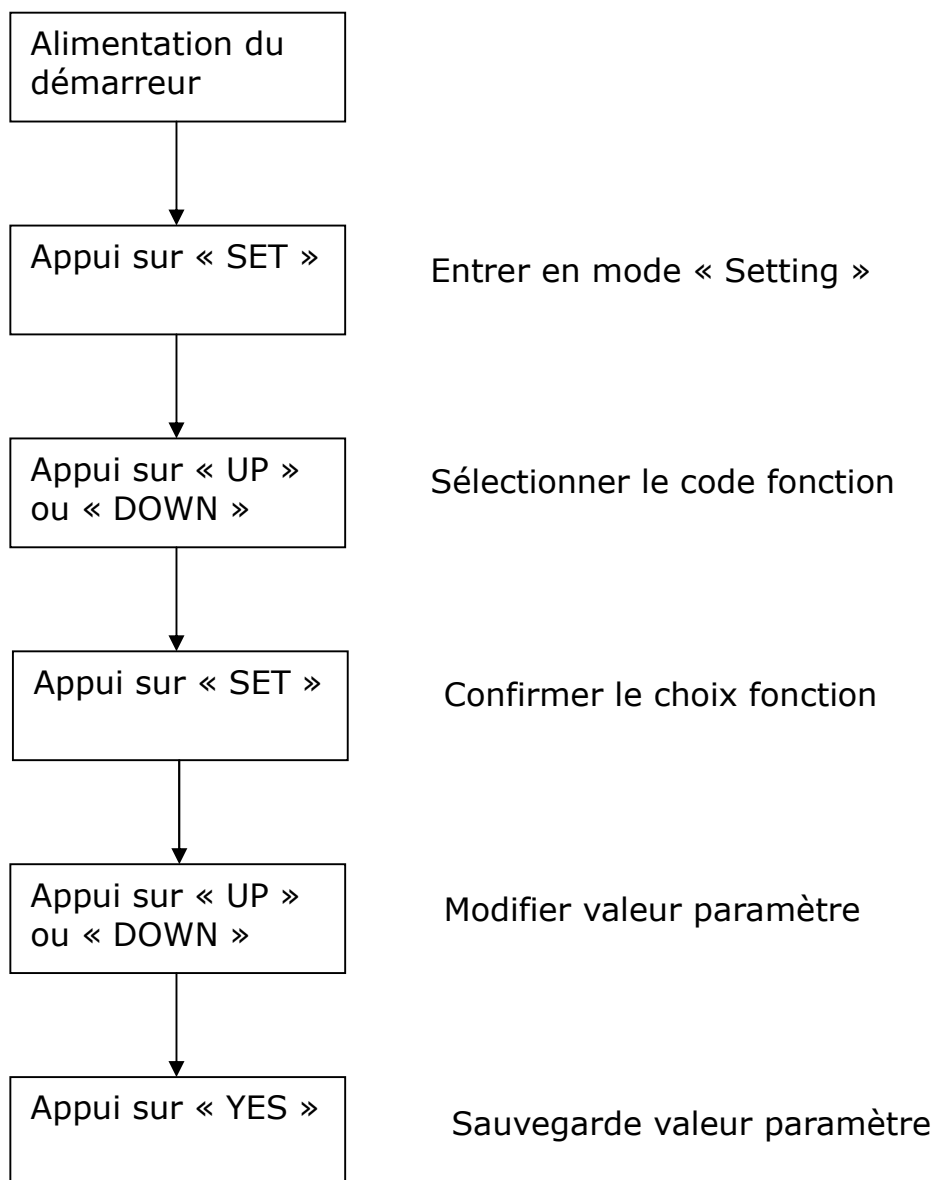 Alimentation du
démarreur
Appui sur « SET »
Entrer en mode « Setting »
Appui sur « UP »
ou « DOWN »
Sélectionner le code fonction
Appui sur « SET »
Confirmer le choix fonction
Appui sur « UP »
ou « DOWN »
Modifier valeur paramètre
Appui sur « YES »
Sauvegarde valeur paramètre